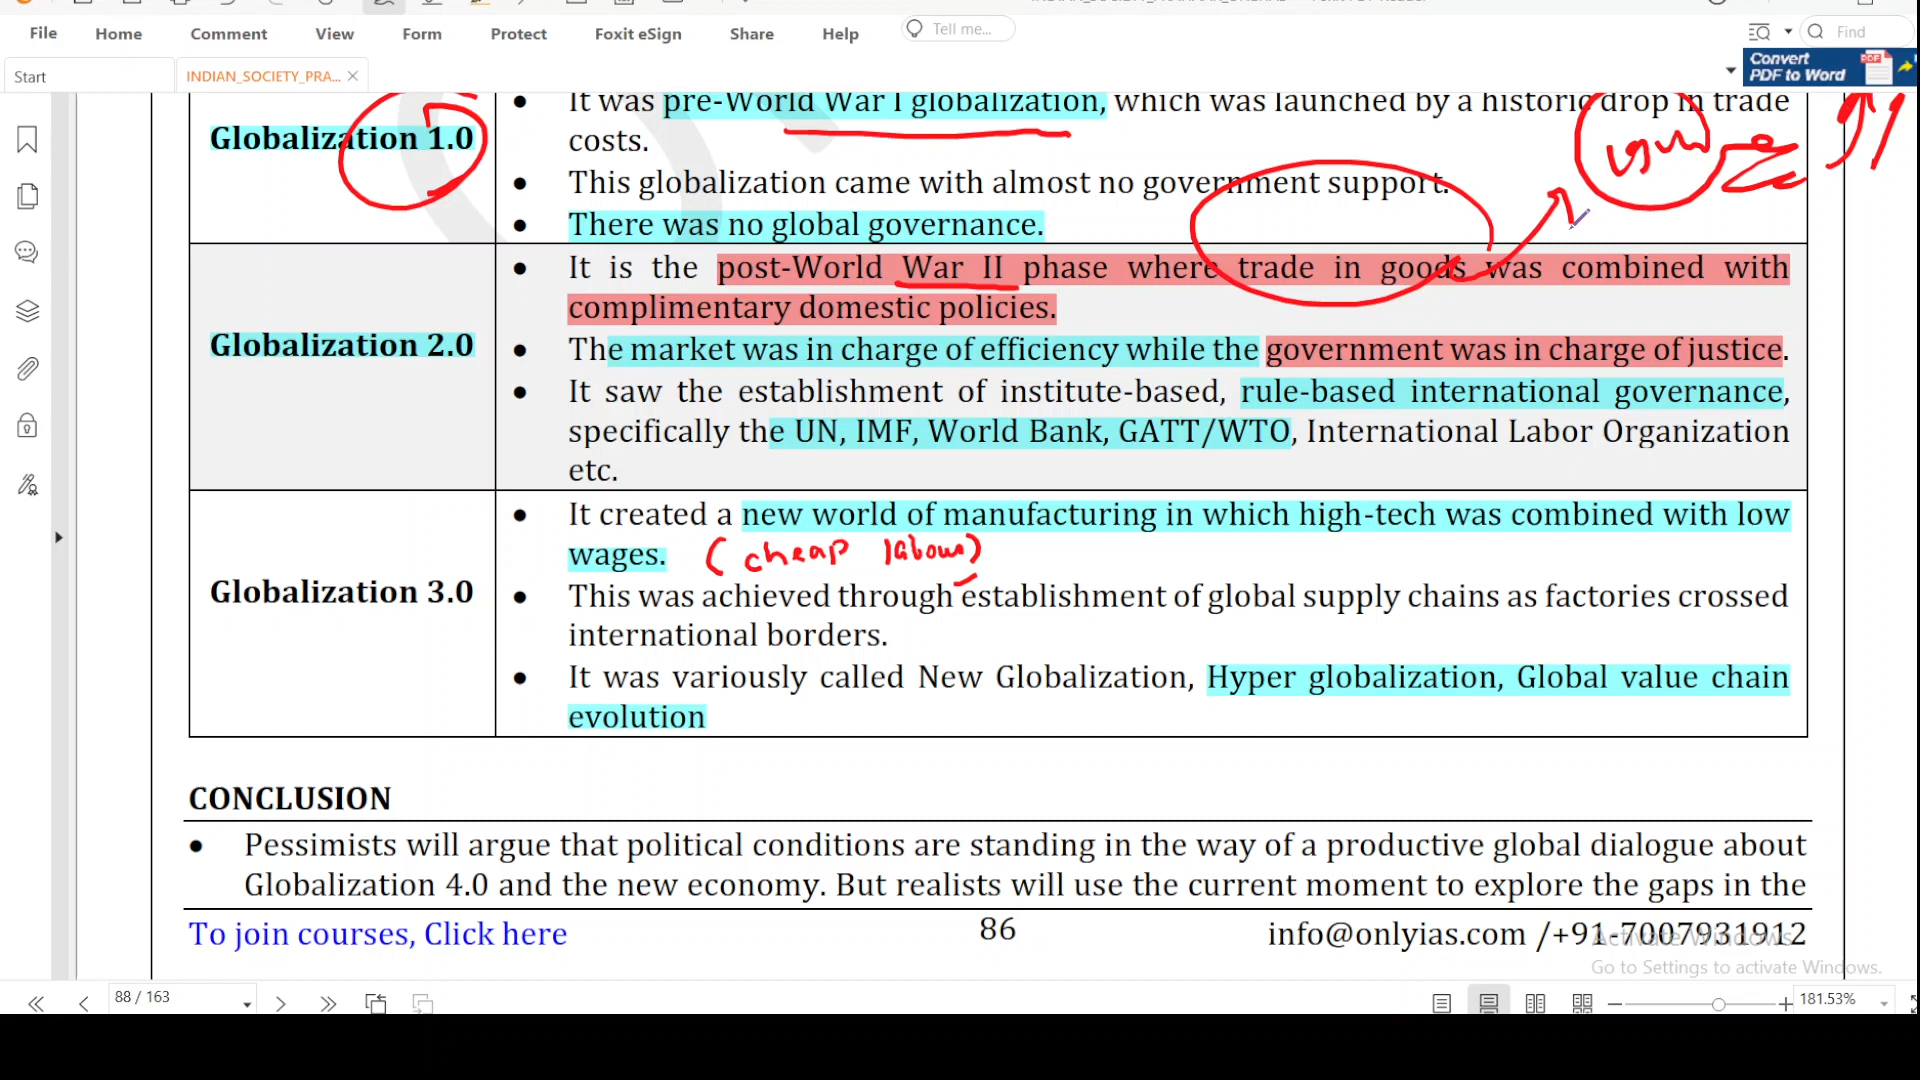 File Home Comment View Form Protect Foxit eSign Share Help Tell me... Find
Convert
PDF to Word
Start INDIAN_SOCIETY_PRA...
It was pre-World War I globalization, which was launched by a historic drop in trade
costs.
Globalization 1.0
This globalization came with almost no government support.
There was no global governance.
It is the post-World War II phase where trade in goods was combined with
complimentary domestic policies.
Globalization 2.0
The market was in charge of efficiency while the government was in charge of justice.
It saw the establishment of institute-based, rule-based international governance,
specifically the UN, IMF, World Bank, GATT/WTO, International Labor Organization
etc.
It created a new world of manufacturing in which high-tech was combined with low
wages. (cheap labour)
Globalization 3.0
This was achieved through establishment of global supply chains as factories crossed
international borders.
It was variously called New Globalization, Hyper globalization, Global value chain
evolution
CONCLUSION
Pessimists will argue that political conditions are standing in the way of a productive global dialogue about
Globalization 4.0 and the new economy. But realists will use the current moment to explore the gaps in the
To join courses, Click here 86 info@onlyias.com /+91-7007931912
Activate Windows
Go to Settings to activate Windows.
88 / 163 181.53%